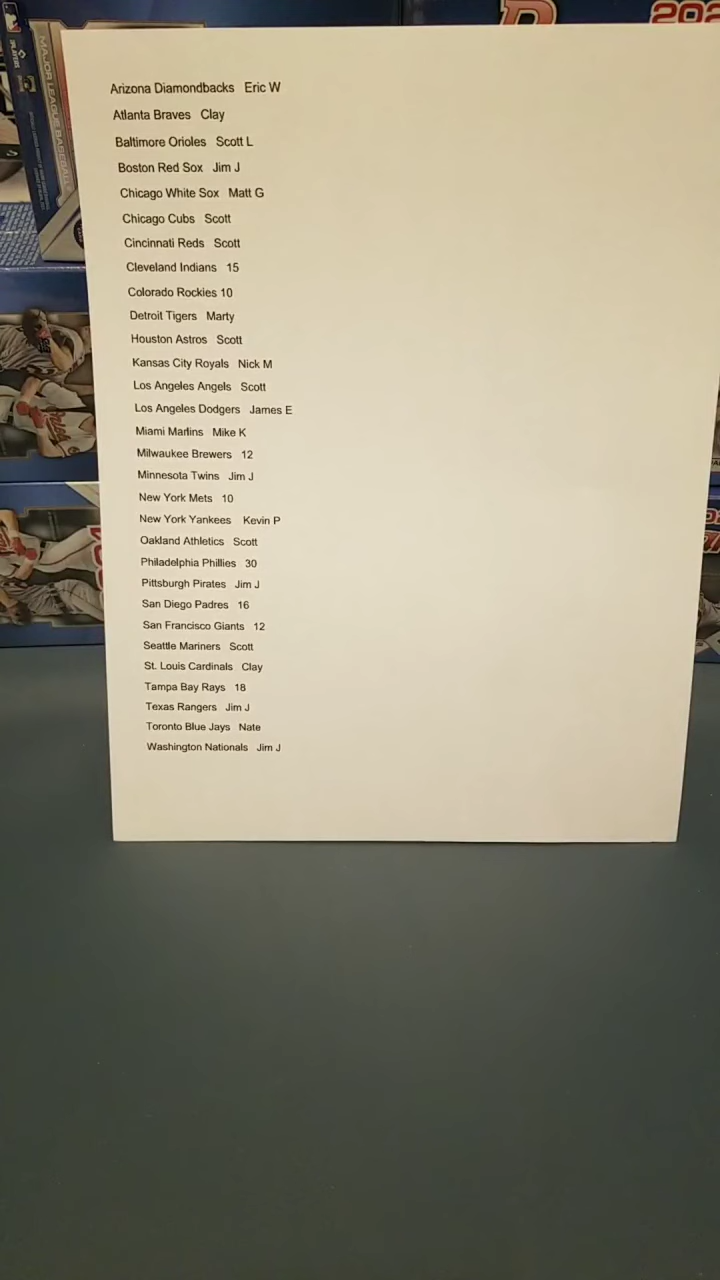 MAJOR LEAGUE BASEBALL
202
Arizona Diamondbacks Eric W
Atlanta Braves Clay
Baltimore Orioles Scott L
Boston Red Sox Jim J
Chicago White Sox Matt G
Chicago Cubs Scott
Cincinnati Reds Scott
Cleveland Indians 15
Colorado Rockies 10
Detroit Tigers Marty
Houston Astros Scott
Kansas City Royals Nick M
Los Angeles Angels Scott
Los Angeles Dodgers James E
Miami Marlins Mike K
Milwaukee Brewers 12
Minnesota Twins Jim J
New York Mets 10
New York Yankees Kevin P
Oakland Athletics Scott
Philadelphia Phillies 30
Pittsburgh Pirates Jim J
San Diego Padres 16
San Francisco Giants 12
Seattle Mariners Scott
St. Louis Cardinals Clay
Tampa Bay Rays 18
Texas Rangers Jim J
Toronto Blue Jays Nate
Washington Nationals Jim J